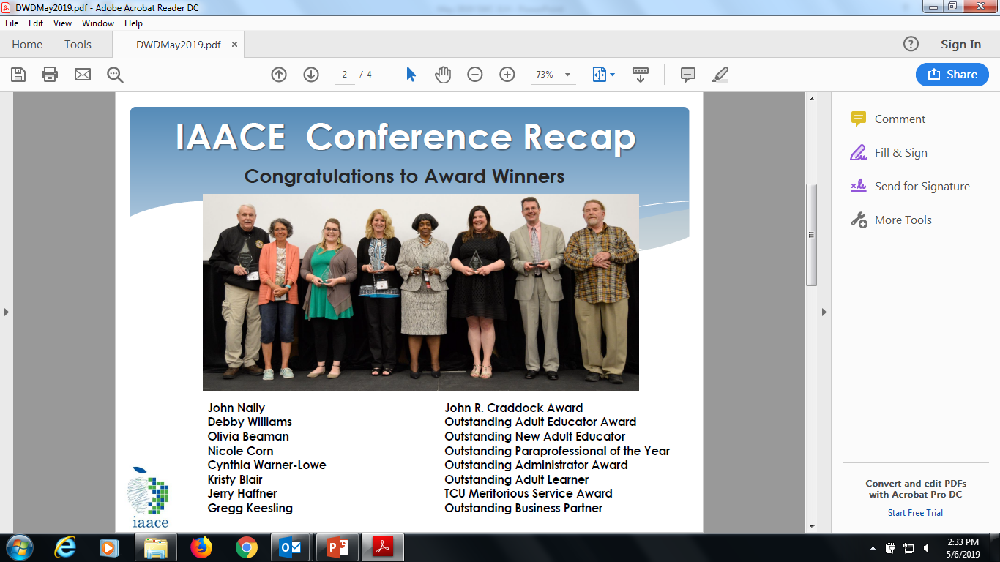 DWDMay2019.pdf - Adobe Acrobat Reader DC
File Edit View Window Help
Home Tools DWDMay2019.pdf × ? Sign In
2 / 4 73% Share
IAACE Conference Recap
Congratulations to Award Winners
John Nally John R. Craddock Award
Debby Williams Outstanding Adult Educator Award
Olivia Beaman Outstanding New Adult Educator
Nicole Corn Outstanding Paraprofessional of the Year
Cynthia Warner-Lowe Outstanding Administrator Award
Kristy Blair Outstanding Adult Learner
Jerry Haffner TCU Meritorious Service Award
Gregg Keesling Outstanding Business Partner
iaace
Comment
Fill & Sign
Send for Signature
More Tools
Convert and edit PDFs
with Acrobat Pro DC
Start Free Trial
2:33 PM
5/6/2019